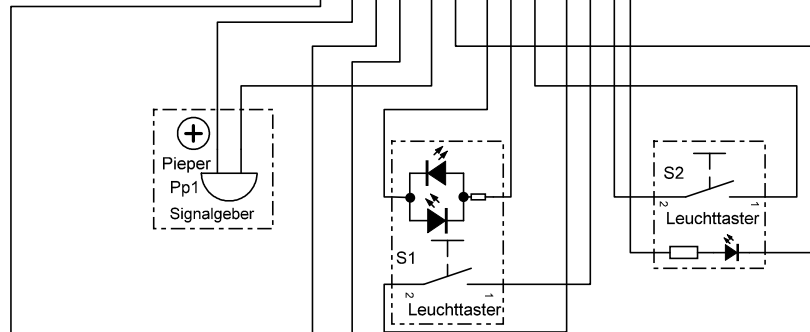 Pieper
Pp1
Signalgeber
S1
2
1
Leuchttaster
S2
2
1
Leuchttaster